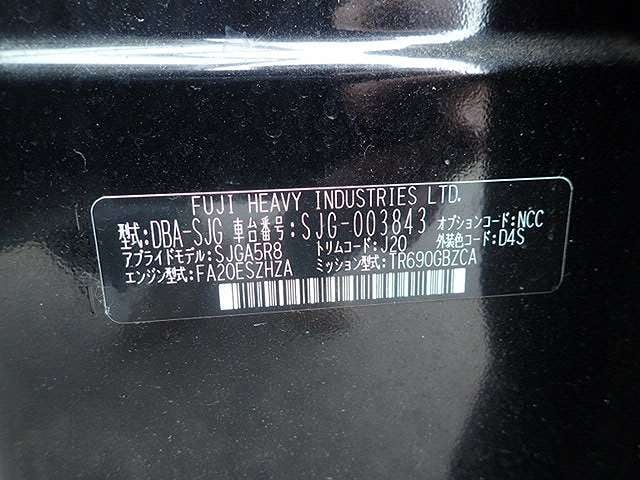 FUJI HEAVY INDUSTRIES LTD.
型式:DBA-SJG 車台番号:SJG-003843 オプションコード:NCC
アプライドモデル:SJGA5R8 トリムコード:J20 外装色コード:D4S
エンジン型式:FA20ESZHZA ミッション型式:TR690GBZCA